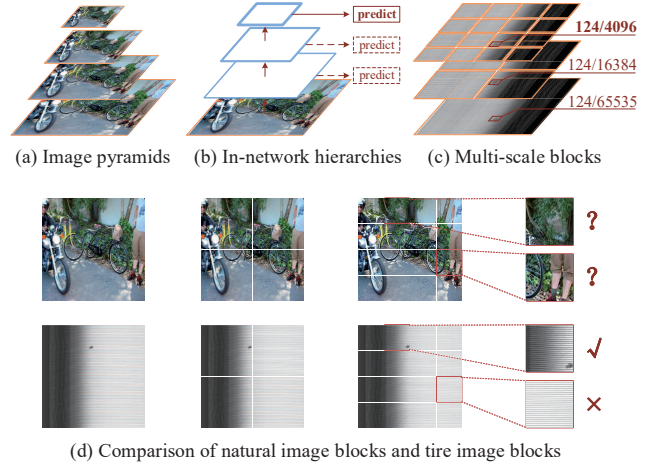 predict
predict
predict
124/4096
124/16384
124/65535
(a) Image pyramids
(b) In-network hierarchies
(c) Multi-scale blocks
?
?
√
×
(d) Comparison of natural image blocks and tire image blocks